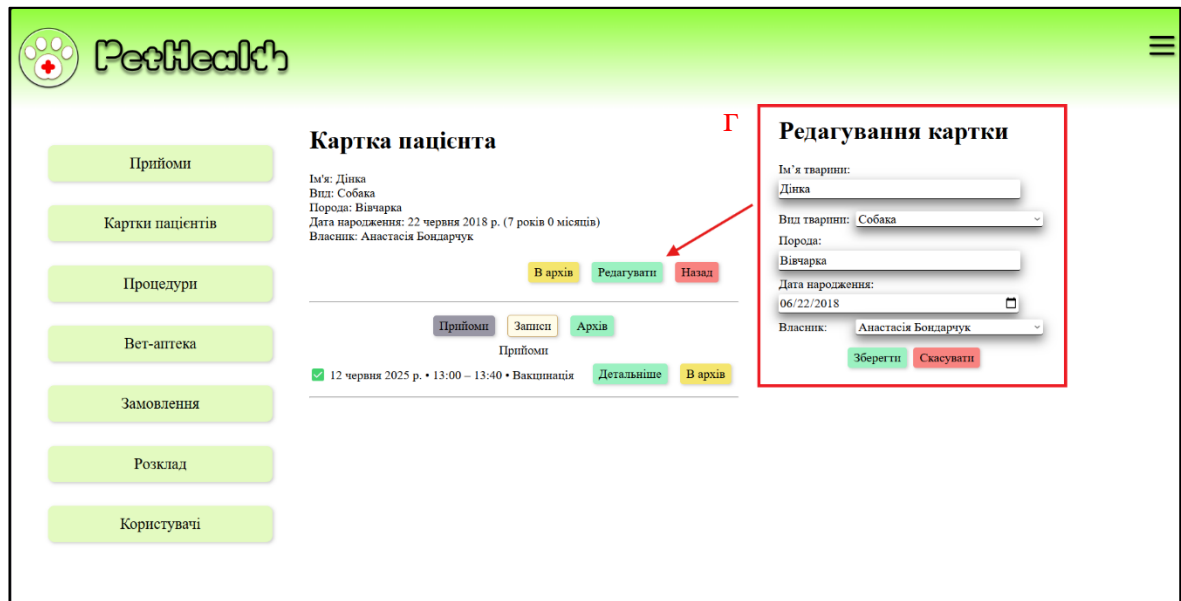 PetHealth
Прийоми
Картки пацієнтів
Процедури
Вет-аптека
Замовлення
Розклад
Користувачі
Картка пацієнта
Ім'я: Дінка
Вид: Собака
Порода: Вівчарка
Дата народження: 22 червня 2018 р. (7 років 0 місяців)
Власник: Анастасія Бондарчук
В архів Редагувати Назад
Прийоми Записи Архів
Прийоми
12 червня 2025 р. • 13:00 – 13:40 • Вакцинація Детальніше В архів
Г
Редагування картки
Ім’я тварини:
Дінка
Вид тварини: Собака
Порода:
Вівчарка
Дата народження:
06/22/2018
Власник: Анастасія Бондарчук
Зберегти Скасувати